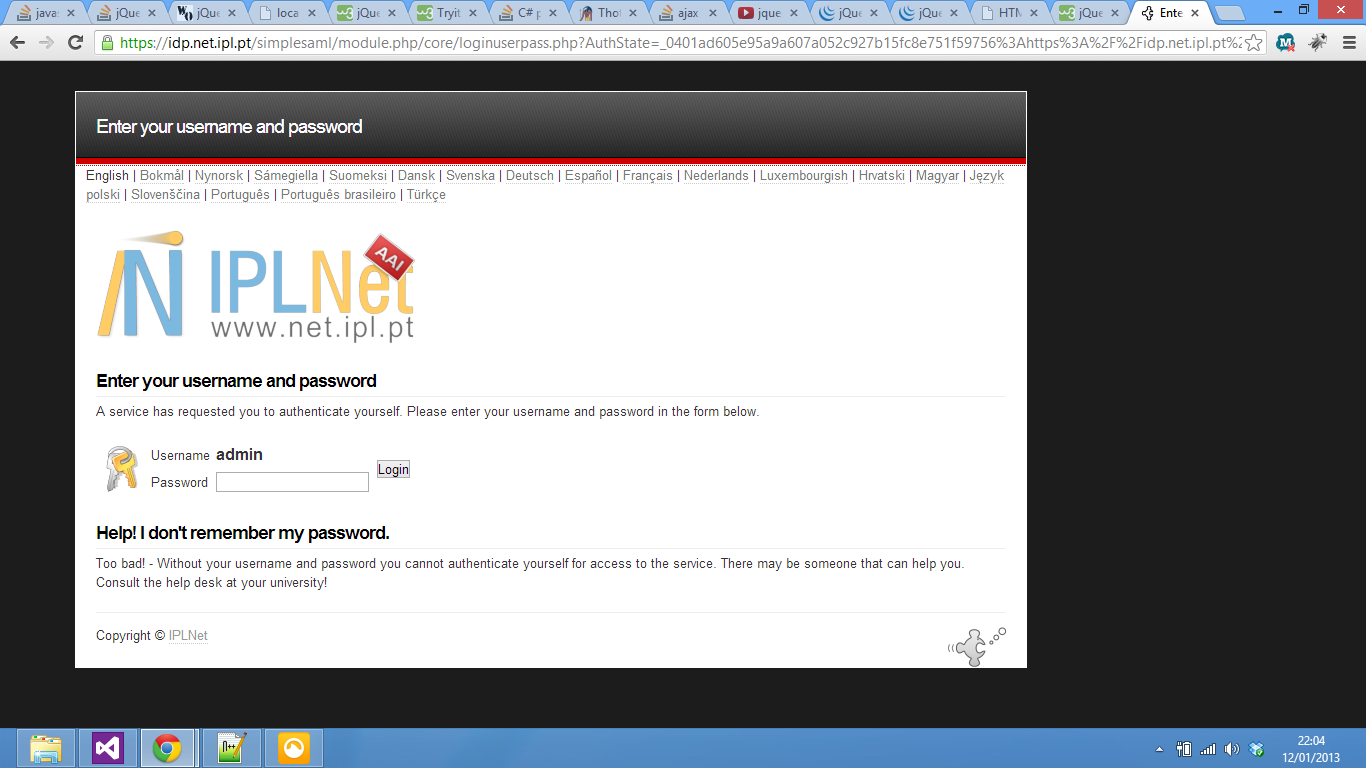 javas
jQue
W
O
jQue
loca
w3
jQue
w3
Tryit
C# p
Tho
ajax
jque
jQue
jQue
HTM
w3
jQue
Ente
https://idp.net.ipl.pt/simplesaml/module.php/core/loginuserpass.php?AuthState=_0401ad605e95a9a607a052c927b15fc8e751f59756%3Ahttps%3A%2F%2Fidp.net.ipl.pt%2
Enter your username and password
English | Bokmål | Nynorsk | Sámegiella | Suomeksi | Dansk | Svenska | Deutsch | Español | Français | Nederlands | Luxembourgish | Hrvatski | Magyar | Język
polski | Slovenščina | Português | Português brasileiro | Türkçe
IPLNet AAI
www.net.ipl.pt
Enter your username and password
A service has requested you to authenticate yourself. Please enter your username and password in the form below.
Username admin
Login
Password
Help! I don't remember my password.
Too bad! - Without your username and password you cannot authenticate yourself for access to the service. There may be someone that can help you.
Consult the help desk at your university!
Copyright © IPLNet
22:04
12/01/2013